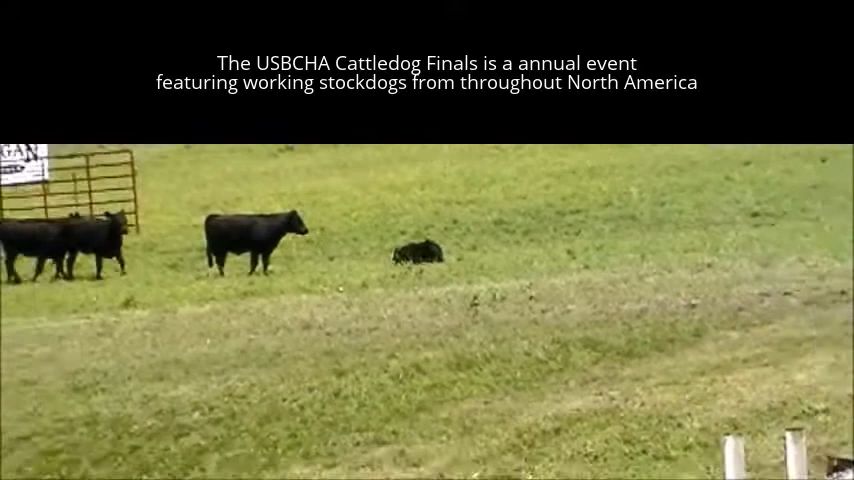 The USBCHA Cattledog Finals is a annual event
featuring working stockdogs from throughout North America